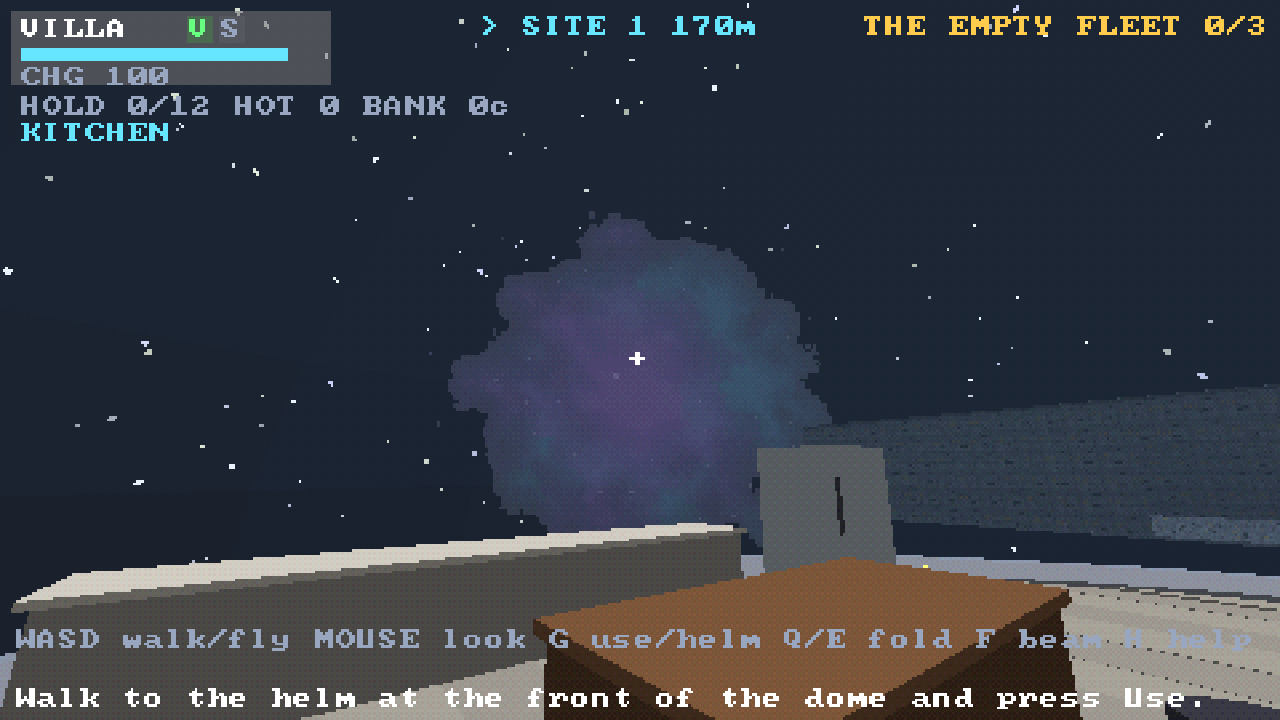 VILLA V S
> SITE 1 170m
THE EMPTY FLEET 0/3
CHG 100
HOLD 0/12 HOT 0 BANK 0c
KITCHEN
WASD walk/fly MOUSE look G use/helm Q/E fold F beam H help
Walk to the helm at the front of the dome and press Use.